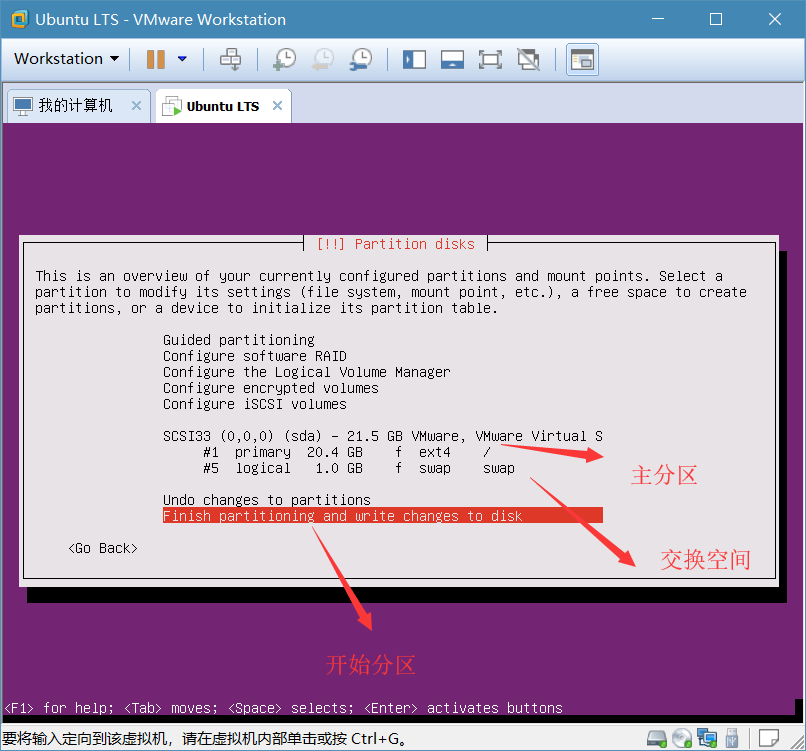 Ubuntu LTS - VMware Workstation
Workstation
我的计算机
Ubuntu LTS
[!!] Partition disks
This is an overview of your currently configured partitions and mount points. Select a
partition to modify its settings (file system, mount point, etc.), a free space to create
partitions, or a device to initialize its partition table.
Guided partitioning
Configure software RAID
Configure the Logical Volume Manager
Configure encrypted volumes
Configure iSCSI volumes
SCSI33 (0,0,0) (sda) - 21.5 GB VMware, VMware Virtual S
#1 primary 20.4 GB f ext4 /
#5 logical 1.0 GB f swap swap
主分区
Undo changes to partitions
Finish partitioning and write changes to disk
<Go Back>
交换空间
开始分区
<F1> for help; <Tab> moves; <Space> selects; <Enter> activates buttons
要将输入定向到该虚拟机，请在虚拟机内部单击或按 Ctrl+G。